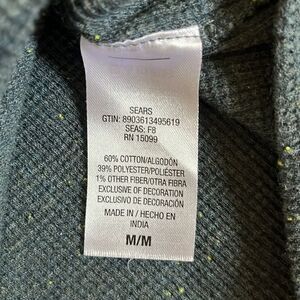 SEARS
GTIN: 8903613495619
SEAS: F8
RN 15099
60% COTTON/ALGODÓN
39% POLYESTER/POLIÉSTER
1% OTHER FIBER/OTRA FIBRA
EXCLUSIVE OF DECORATION
EXCLUSIVO DE DECORACIÓN
MADE IN / HECHO EN
INDIA
M/M